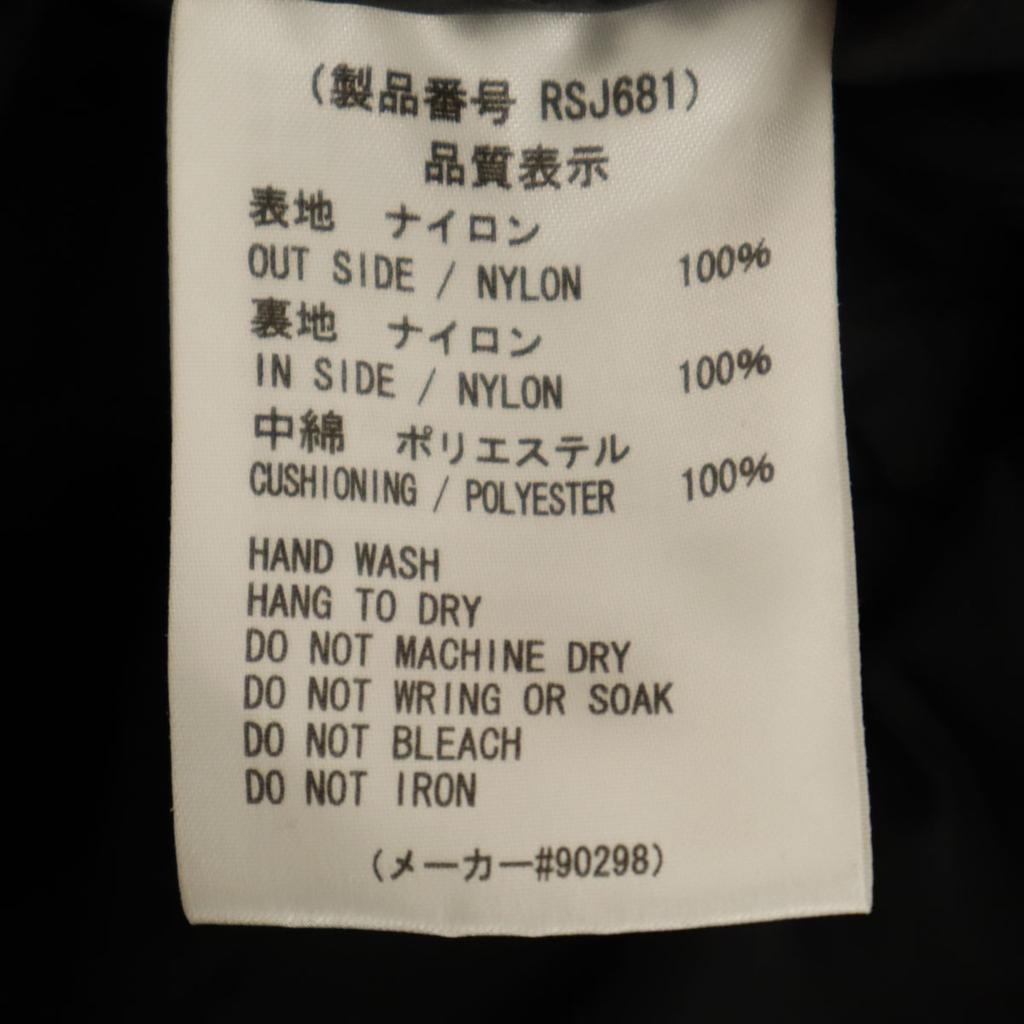 (製品番号 RSJ681)
品質表示
表地 ナイロン
OUT SIDE / NYLON 100%
裏地 ナイロン
IN SIDE / NYLON 100%
中綿 ポリエステル
CUSHIONING / POLYESTER 100%
HAND WASH
HANG TO DRY
DO NOT MACHINE DRY
DO NOT WRING OR SOAK
DO NOT BLEACH
DO NOT IRON
(メーカー#90298)